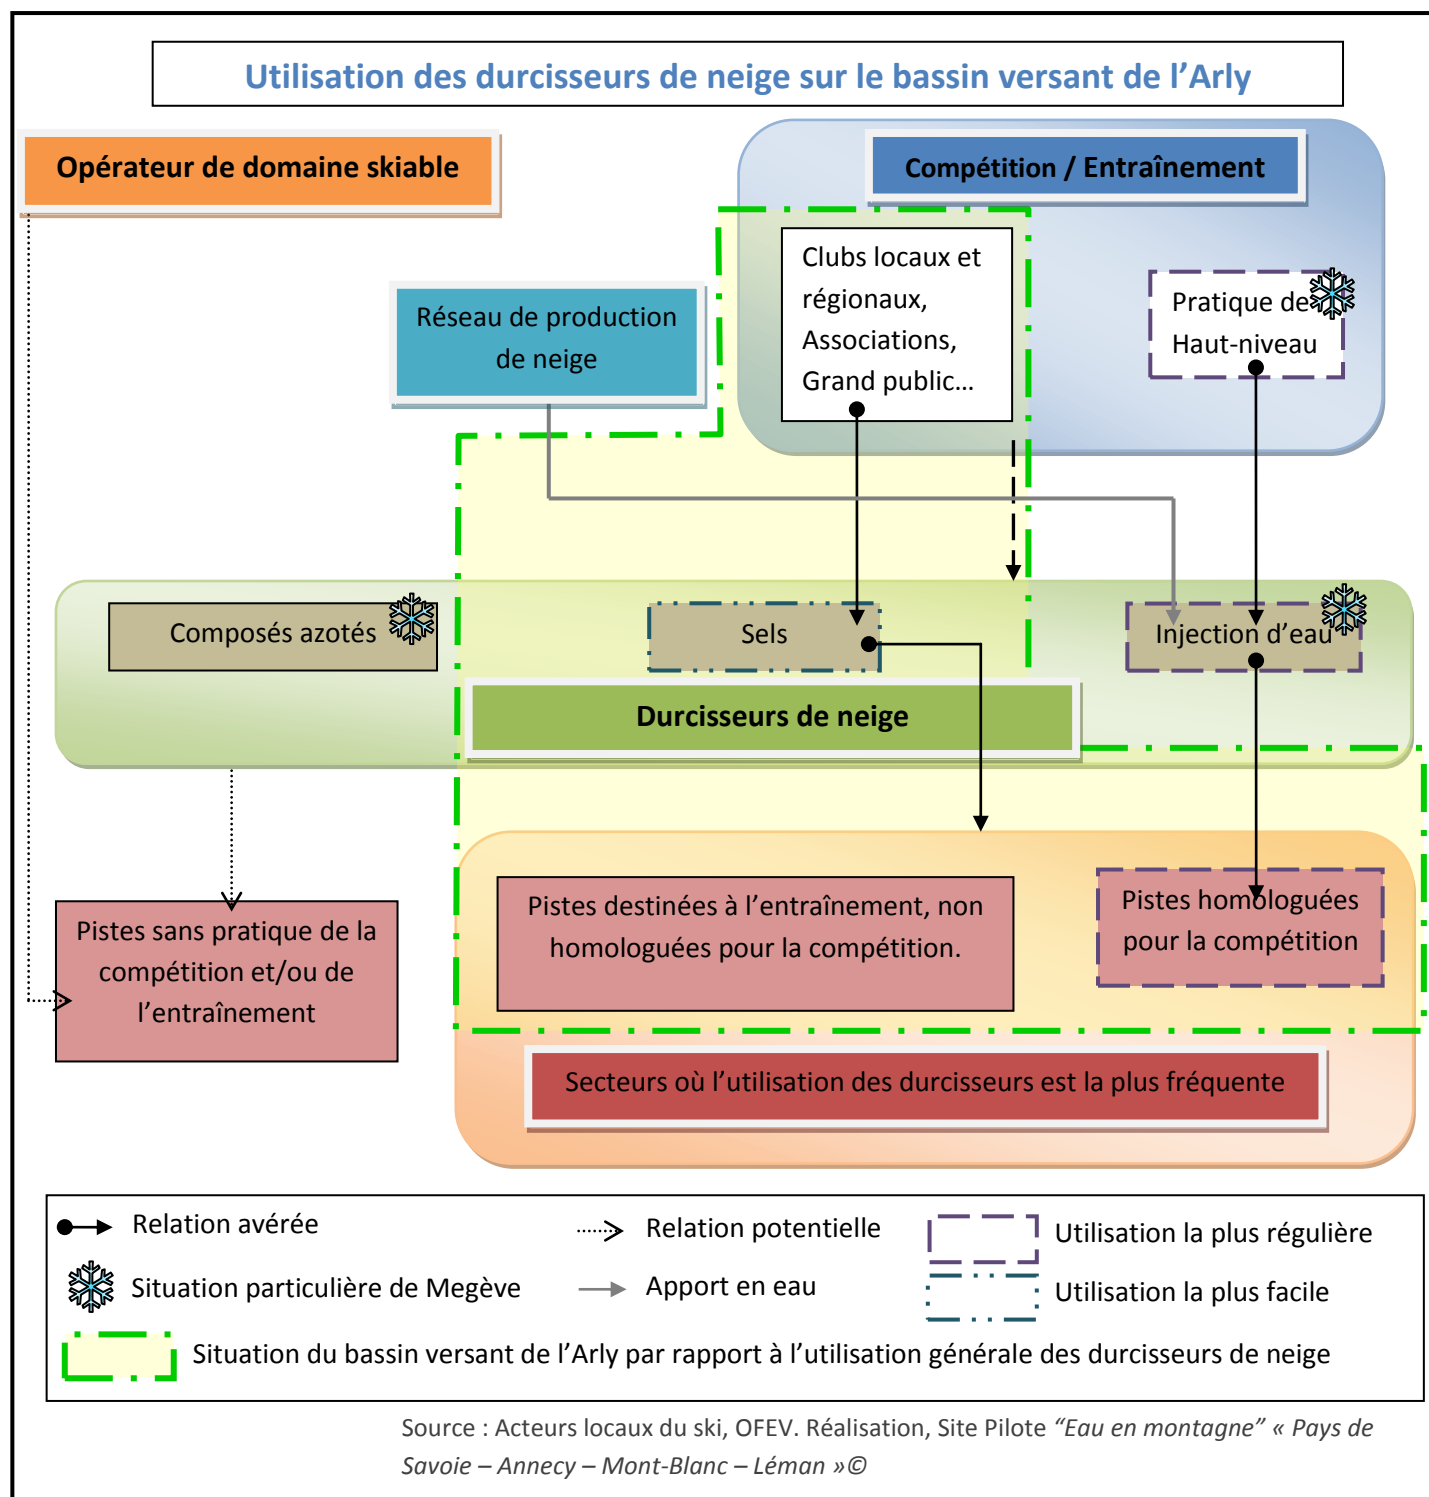 Utilisation des durcisseurs de neige sur le bassin versant de l’Arly
Opérateur de domaine skiable
Compétition / Entraînement
Clubs locaux et
régionaux,
Associations,
Grand public…
Pratique de
Haut-niveau
Réseau de production
de neige
Composés azotés
Sels
Injection d’eau
Durcisseurs de neige
Pistes sans pratique de la
compétition et/ou de
l’entraînement
Pistes destinées à l’entraînement, non
homologuées pour la compétition.
Pistes homologuées
pour la compétition
Secteurs où l’utilisation des durcisseurs est la plus fréquente
Relation avérée
Relation potentielle
Utilisation la plus régulière
Situation particulière de Megève
Apport en eau
Utilisation la plus facile
Situation du bassin versant de l’Arly par rapport à l’utilisation générale des durcisseurs de neige
Source : Acteurs locaux du ski, OFEV. Réalisation, Site Pilote “Eau en montagne” « Pays de
Savoie – Annecy – Mont-Blanc – Léman »©